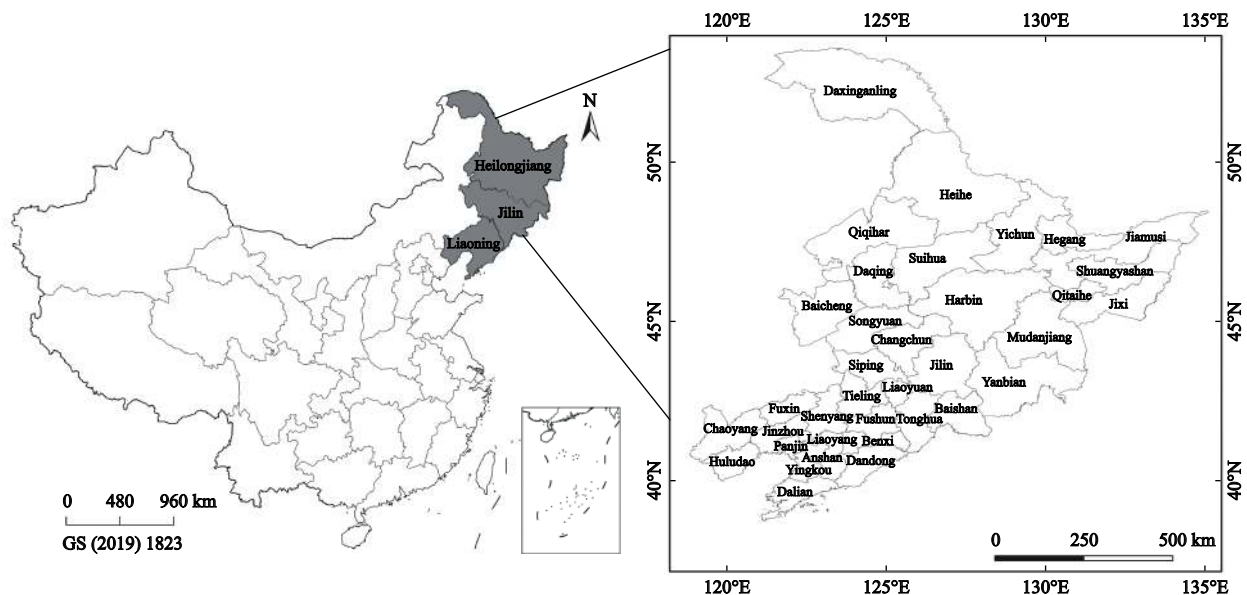 N
Heilongjiang
Jilin
Liaoning
0 480 960 km
GS (2019) 1823
120°E 125°E 130°E 135°E
50°N
45°N
40°N
Daxinganling
Heihe
Qiqihar
Yichun
Hegang
Jiamusi
Suihua
Daqing
Shuangyashan
Harbin
Qitaihe
Jixi
Baicheng
Songyuan
Changchun
Mudanjiang
Siping
Jilin
Yanbian
Liaoyuan
Tieling
Fuxin
Shenyang
Fushun
Tonghua
Baishan
Chaoyang
Jinzhou
Liaoyang
Benxi
Panjin
Anshan
Dandong
Huludao
Yingkou
Dalian
0 250 500 km
50°N
45°N
40°N
120°E 125°E 130°E 135°E